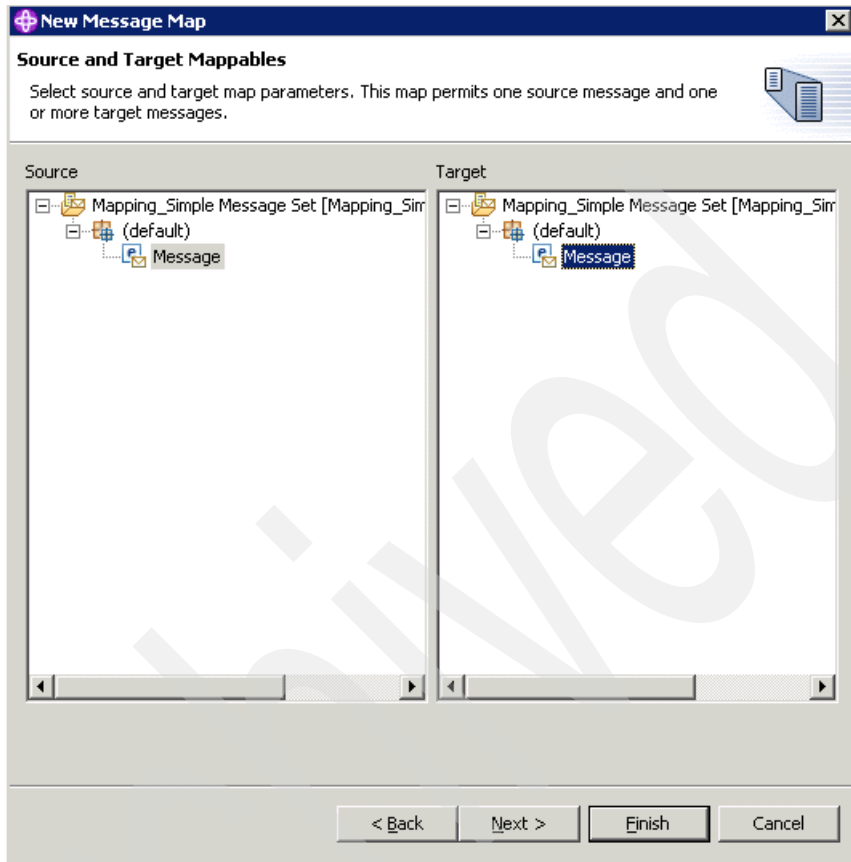 New Message Map
Source and Target Mappables
Select source and target map parameters. This map permits one source message and one
or more target messages.
Source
Mapping_Simple Message Set [Mapping_Sim
(default)
Message
Target
Mapping_Simple Message Set [Mapping_Sim
(default)
Message
< Back
Next >
Finish
Cancel
hived